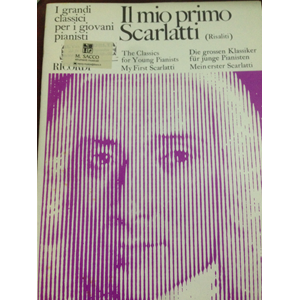 I grandi
classici
per i giovani
pianisti
M. SACCO
RICORDI
Il mio primo
Scarlatti (Risaliti)
The Classics
for Young Pianists
My First Scarlatti
Die grossen Klassiker
für junge Pianisten
Mein erster Scarlatti